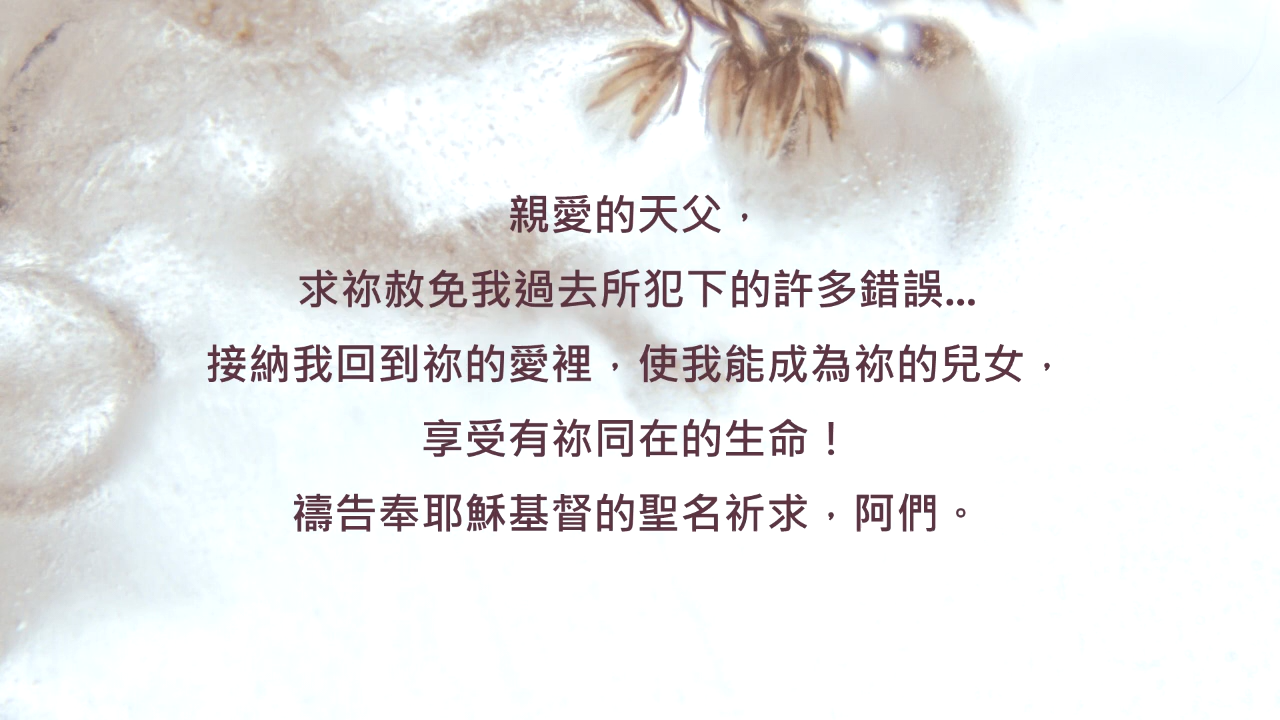 親愛的天父，
求祢赦免我過去所犯下的許多錯誤...
接納我回到祢的愛裡，使我能成為祢的兒女，
享受有祢同在的生命！
禱告奉耶穌基督的聖名祈求，阿們。